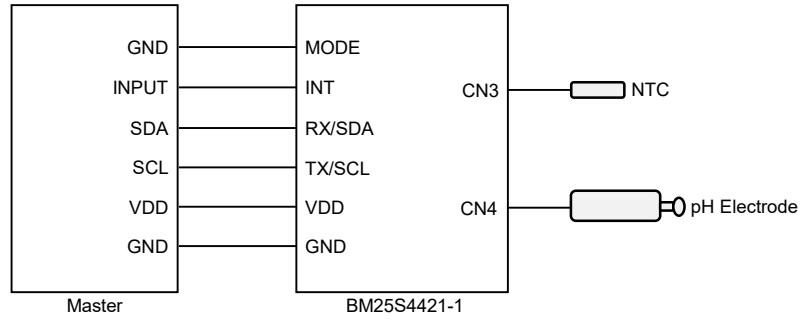 GND MODE
INPUT INT
CN3 NTC
SDA RX/SDA
SCL TX/SCL
VDD VDD
CN4 pH Electrode
GND GND
Master BM25S4421-1